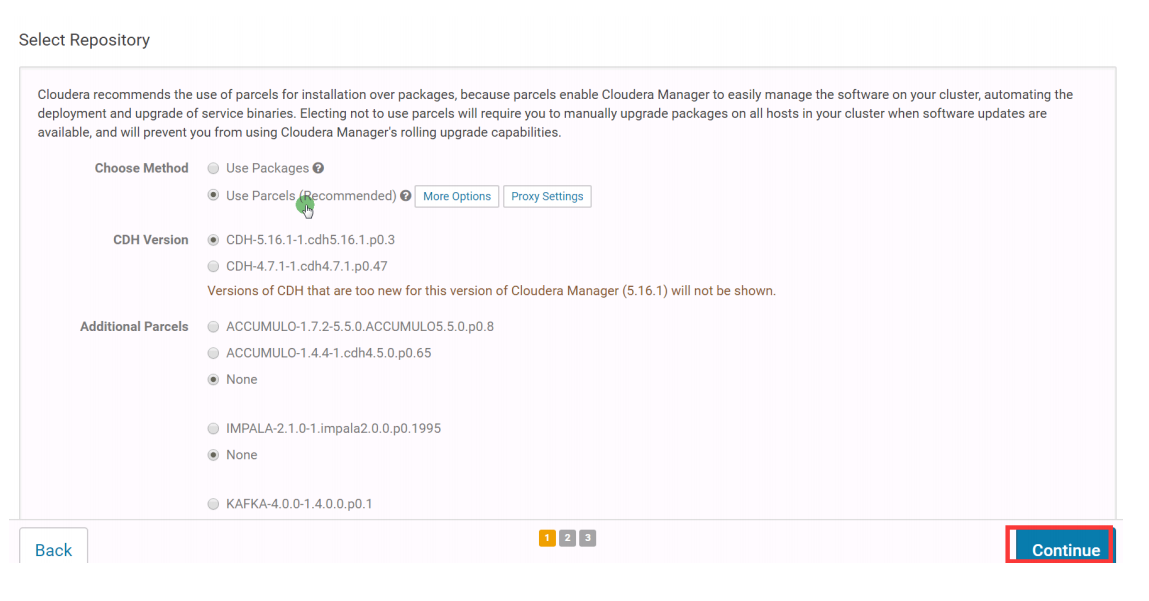 Select Repository
Cloudera recommends the use of parcels for installation over packages, because parcels enable Cloudera Manager to easily manage the software on your cluster, automating the
deployment and upgrade of service binaries. Electing not to use parcels will require you to manually upgrade packages on all hosts in your cluster when software updates are
available, and will prevent you from using Cloudera Manager's rolling upgrade capabilities.
Choose Method Use Packages ?
Use Parcels (Recommended) ? More Options Proxy Settings
CDH Version CDH-5.16.1-1.cdh5.16.1.p0.3
CDH-4.7.1-1.cdh4.7.1.p0.47
Versions of CDH that are too new for this version of Cloudera Manager (5.16.1) will not be shown.
Additional Parcels ACCUMULO-1.7.2-5.5.0.ACCUMULO5.5.0.p0.8
ACCUMULO-1.4.4-1.cdh4.5.0.p0.65
None
IMPALA-2.1.0-1.impala2.0.0.p0.1995
None
KAFKA-4.0.0-1.4.0.0.p0.1
Back 1 2 3 Continue